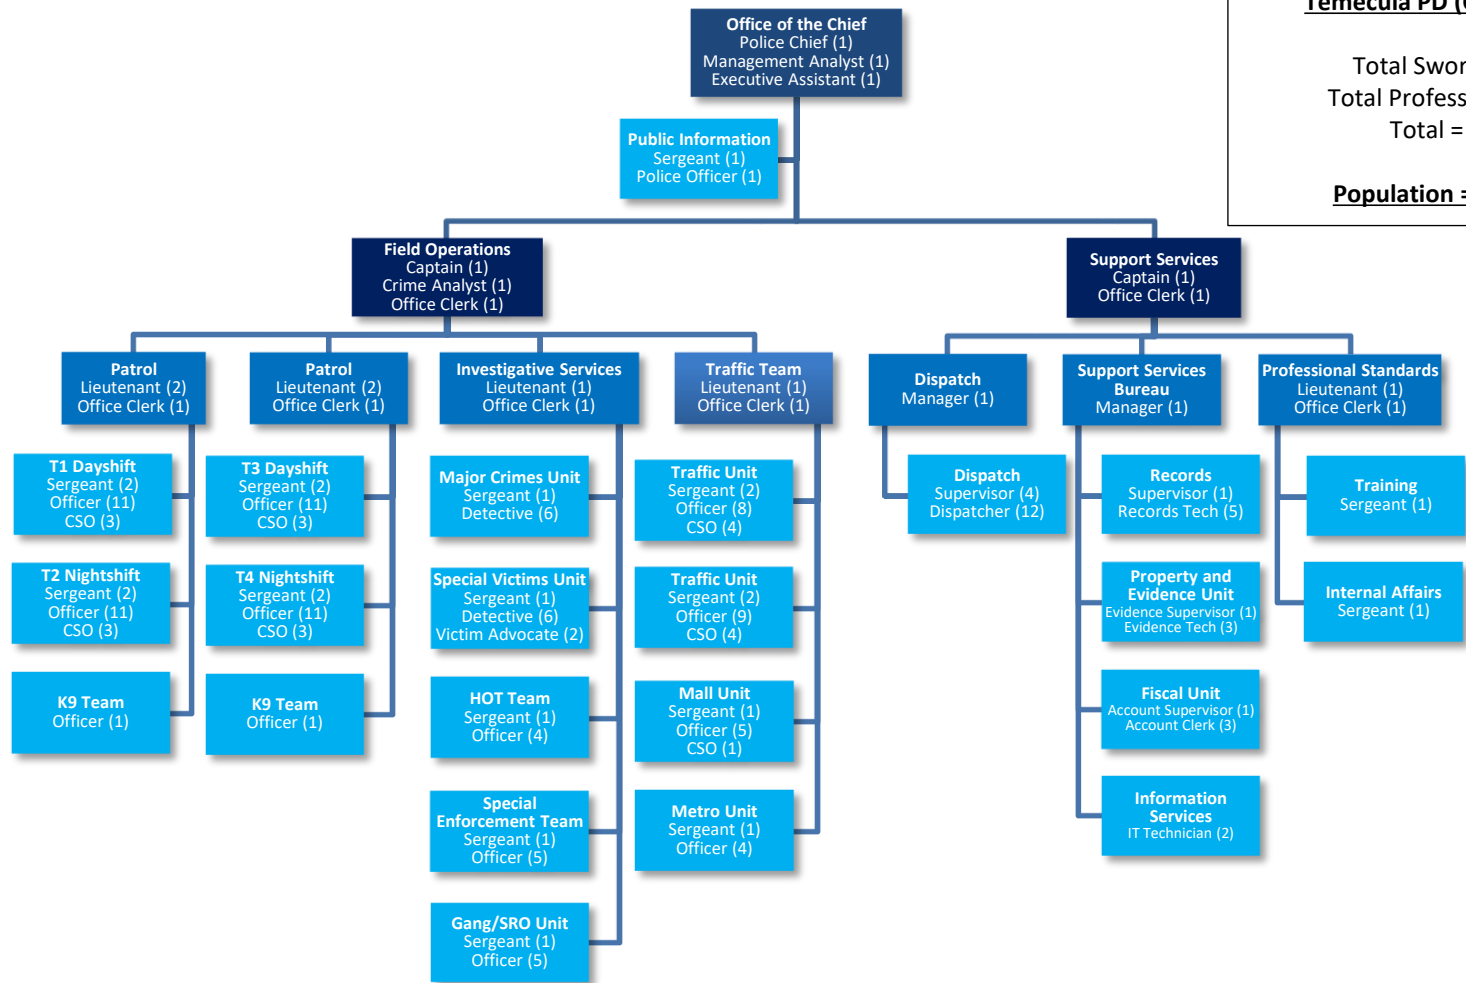 Office of the Chief
Police Chief (1)
Management Analyst (1)
Executive Assistant (1)
Temecula PD
Total
Total
Total =
Population =
Public Information
Sergeant (1)
Police Officer (1)
Field Operations
Captain (1)
Crime Analyst (1)
Office Clerk (1)
Support Services
Captain (1)
Office Clerk (1)
Patrol
Lieutenant (2)
Office Clerk (1)
Patrol
Lieutenant (2)
Office Clerk (1)
Investigative Services
Lieutenant (1)
Office Clerk (1)
Traffic Team
Lieutenant (1)
Office Clerk (1)
Dispatch
Manager (1)
Support Services
Bureau
Manager (1)
Professional Standards
Lieutenant (1)
Office Clerk (1)
T1 Dayshift
Sergeant (2)
Officer (11)
CSO (3)
T2 Nightshift
Sergeant (2)
Officer (11)
CSO (3)
K9 Team
Officer (1)
T3 Dayshift
Sergeant (2)
Officer (11)
CSO (3)
T4 Nightshift
Sergeant (2)
Officer (11)
CSO (3)
K9 Team
Officer (1)
Major Crimes Unit
Sergeant (1)
Detective (6)
Special Victims Unit
Sergeant (1)
Detective (6)
Victim Advocate (2)
HOT Team
Sergeant (1)
Officer (4)
Special
Enforcement Team
Sergeant (1)
Officer (5)
Gang/SRO Unit
Sergeant (1)
Officer (5)
Traffic Unit
Sergeant (2)
Officer (8)
CSO (4)
Traffic Unit
Sergeant (2)
Officer (9)
CSO (4)
Mall Unit
Sergeant (1)
Officer (5)
CSO (1)
Metro Unit
Sergeant (1)
Officer (4)
Dispatch
Supervisor (4)
Dispatcher (12)
Records
Supervisor (1)
Records Tech (5)
Property and
Evidence Unit
Evidence Supervisor (1)
Evidence Tech (3)
Fiscal Unit
Account Supervisor (1)
Account Clerk (3)
Information
Services
IT Technician (2)
Training
Sergeant (1)
Internal Affairs
Sergeant (1)